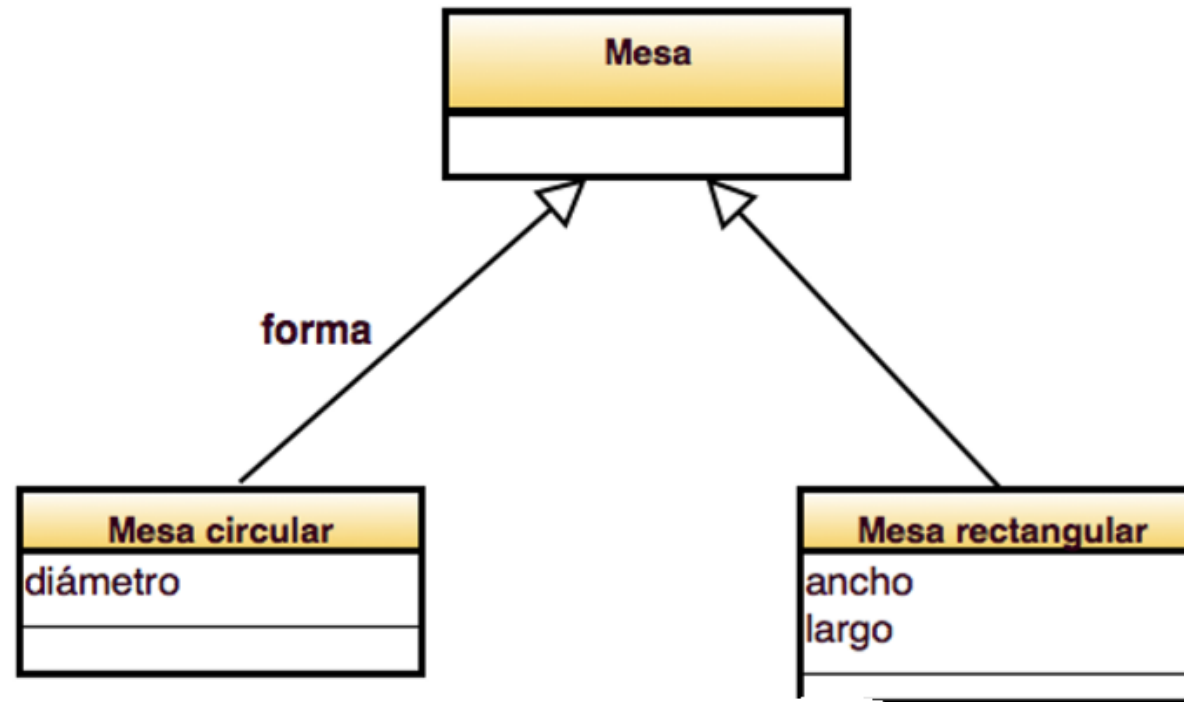 Mesa
forma
Mesa circular
diámetro
Mesa rectangular
ancho
largo